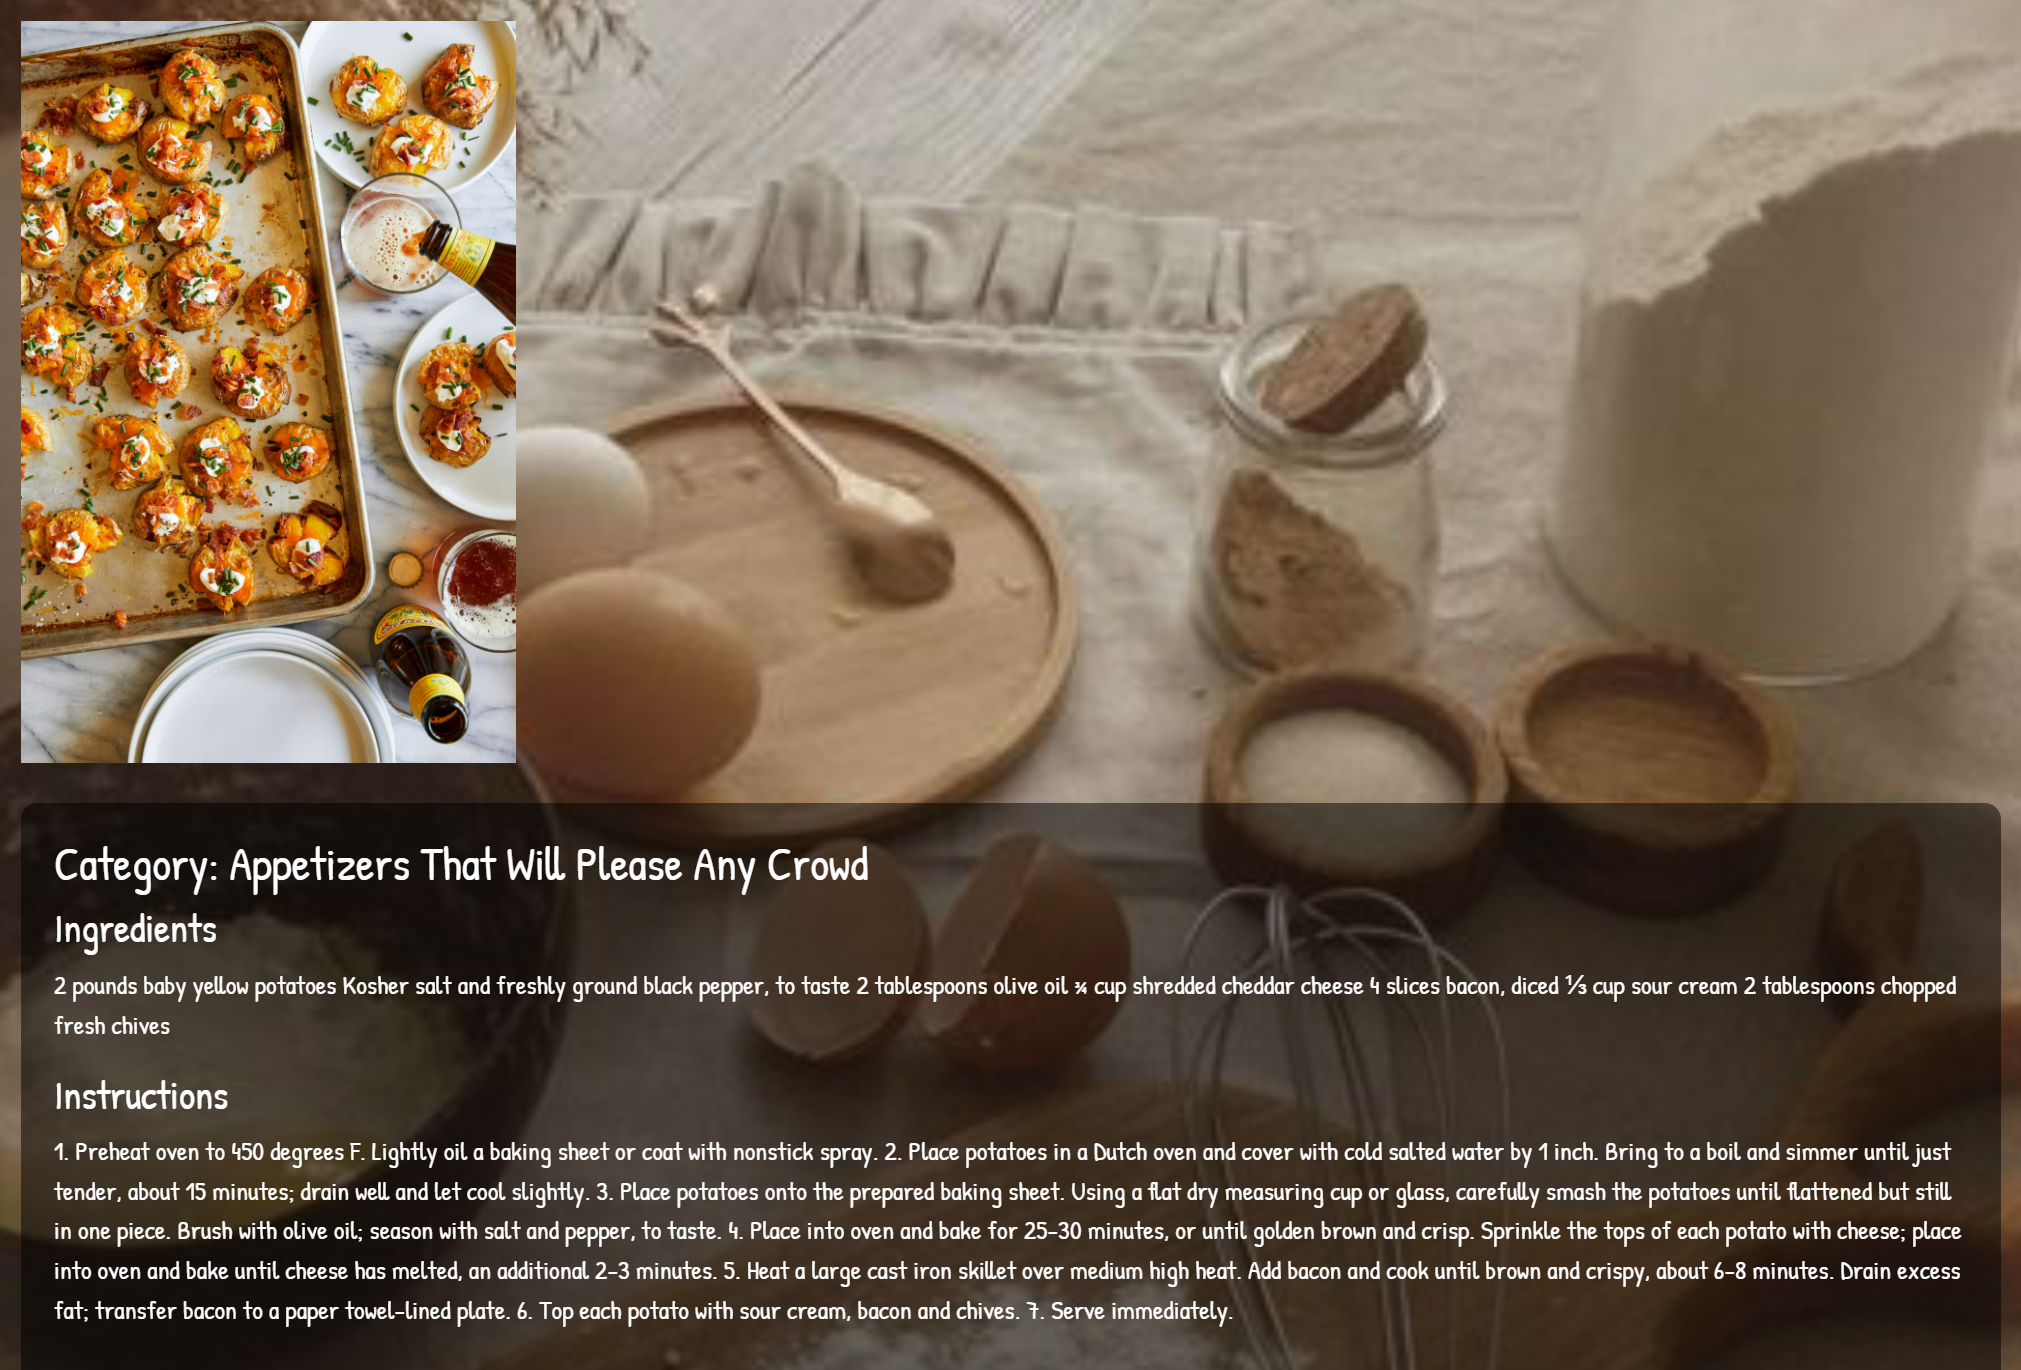 Category: Appetizers That Will Please Any Crowd
Ingredients
2 pounds baby yellow potatoes Kosher salt and freshly ground black pepper, to taste 2 tablespoons olive oil ¾ cup shredded cheddar cheese 4 slices bacon, diced ⅓ cup sour cream 2 tablespoons chopped
fresh chives
Instructions
1. Preheat oven to 450 degrees F. Lightly oil a baking sheet or coat with nonstick spray. 2. Place potatoes in a Dutch oven and cover with cold salted water by 1 inch. Bring to a boil and simmer until just
tender, about 15 minutes; drain well and let cool slightly. 3. Place potatoes onto the prepared baking sheet. Using a flat dry measuring cup or glass, carefully smash the potatoes until flattened but still
in one piece. Brush with olive oil; season with salt and pepper, to taste. 4. Place into oven and bake for 25-30 minutes, or until golden brown and crisp. Sprinkle the tops of each potato with cheese; place
into oven and bake until cheese has melted, an additional 2-3 minutes. 5. Heat a large cast iron skillet over medium high heat. Add bacon and cook until brown and crispy, about 6-8 minutes. Drain excess
fat; transfer bacon to a paper towel-lined plate. 6. Top each potato with sour cream, bacon and chives. 7. Serve immediately.